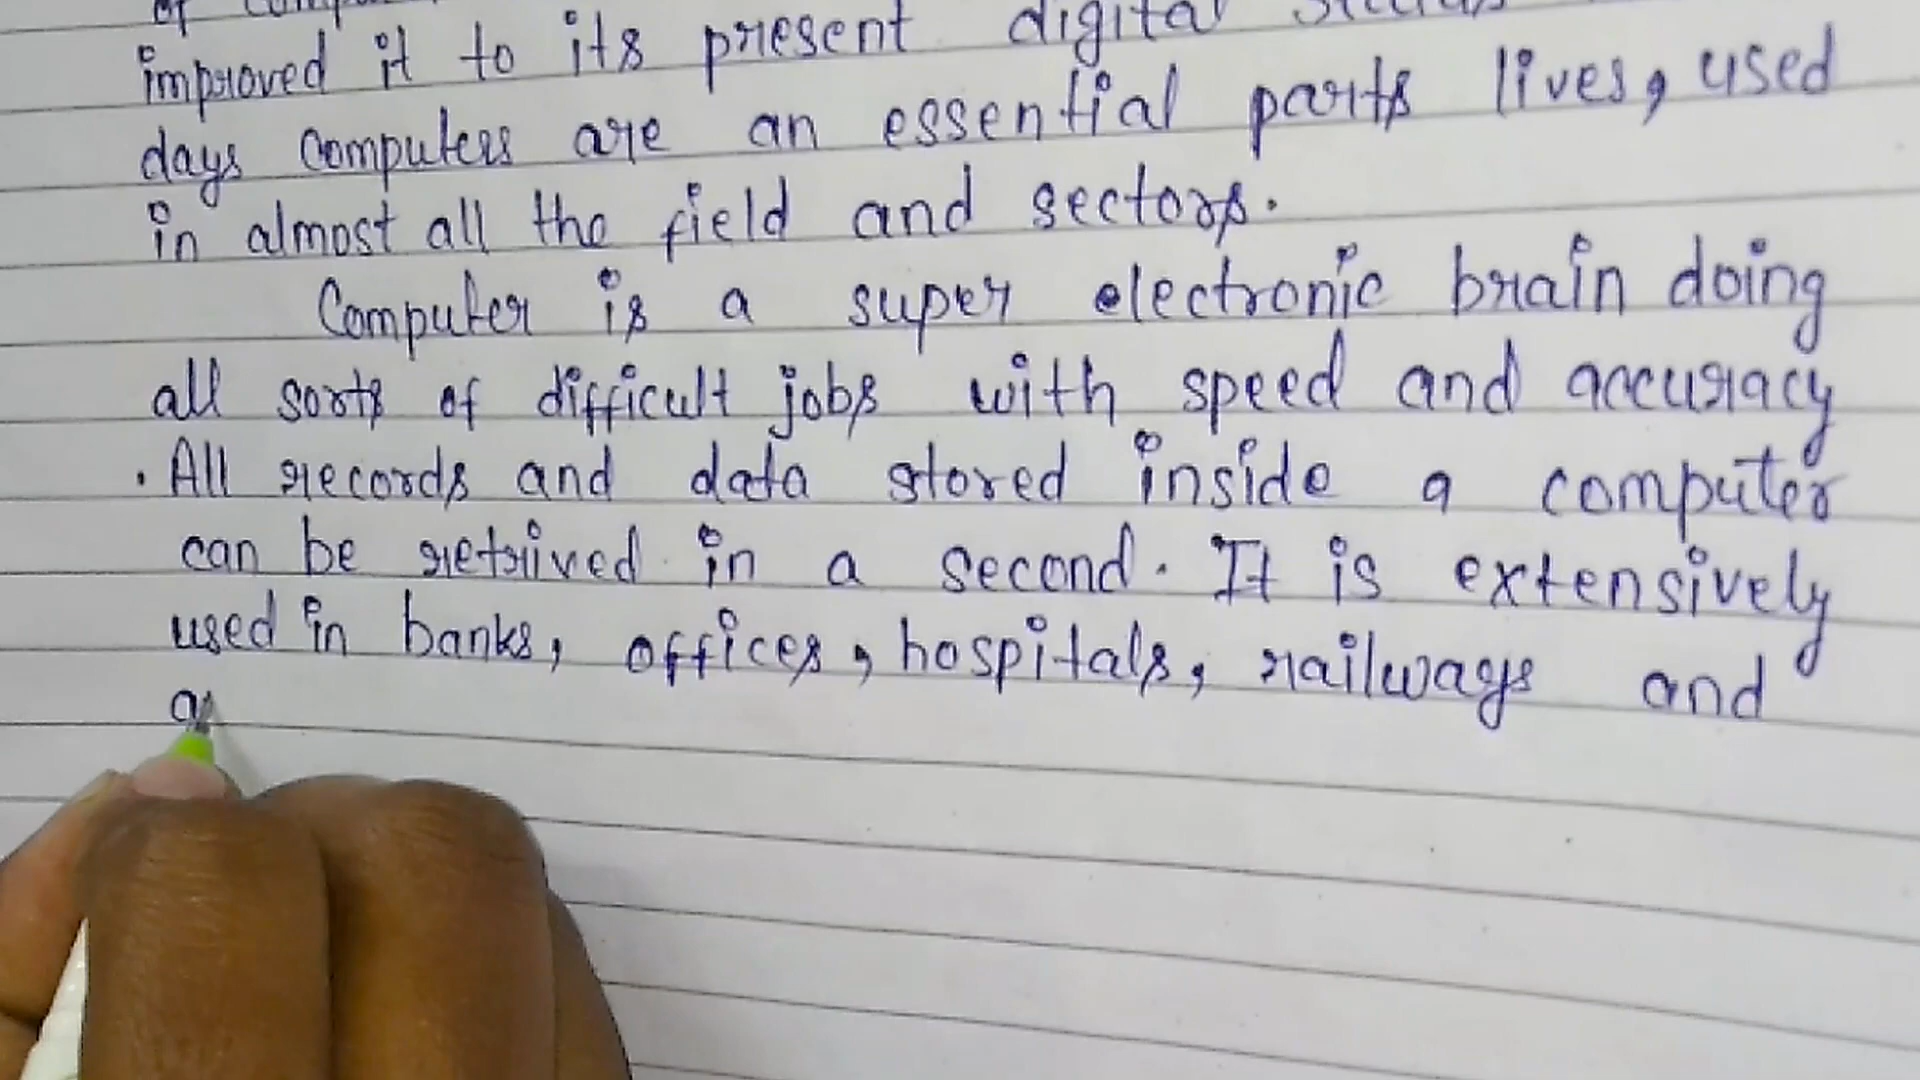 of
improved it to its present digital
days computers are an essential parts lives, used
in almost all the field and sectors.
Computer is a super electronic brain doing
all sorts of difficult jobs with speed and accuracy
. All records and data stored inside a computer
can be retrived in a second. It is extensively
used in banks, offices, hospitals, railways and